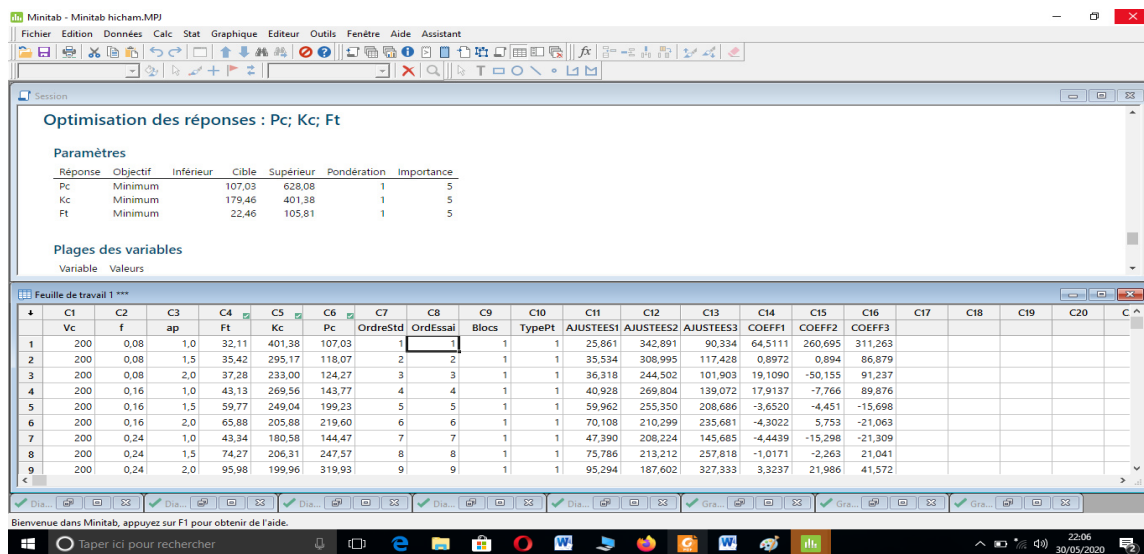 Minitab - Minitab hicham.MPJ
Fichier Edition Données Calc Stat Graphique Editeur Outils Fenêtre Aide Assistant
Session
Optimisation des réponses : Pc; Kc; Ft
Paramètres
Réponse Objectif Inférieur Cible Supérieur Pondération Importance
Pc Minimum 107,03 628,08 1 5
Kc Minimum 179,46 401,38 1 5
Ft Minimum 22,46 105,81 1 5
Plages des variables
Variable Valeurs
Feuille de travail 1 ***
C1 C2 C3 C4 C5 C6 C7 C8 C9 C10 C11 C12 C13 C14 C15 C16 C17 C18 C19 C20
Vc f ap Ft Kc Pc OrdreStd OrdEssai Blocs TypePt AJUSTEES1 AJUSTEES2 AJUSTEES3 COEFF1 COEFF2 COEFF3
1 200 0,08 1,0 32,11 401,38 107,03 1 1 1 1 25,861 342,891 90,334 64,5111 260,695 311,233
2 200 0,08 1,5 35,42 295,17 118,07 2 2 1 1 35,534 308,995 117,428 0,8972 0,894 86,879
3 200 0,08 2,0 37,28 233,00 124,27 3 3 1 1 36,318 244,502 101,903 19,1090 -50,155 91,237
4 200 0,16 1,0 43,13 269,56 143,77 4 4 1 1 40,928 269,804 139,072 17,9137 -7,766 89,876
5 200 0,16 1,5 59,77 249,04 199,23 5 5 1 1 59,962 255,350 208,686 -3,6520 -4,451 -15,698
6 200 0,16 2,0 65,88 205,88 219,60 6 6 1 1 70,108 210,299 235,681 -4,3022 5,753 -21,063
7 200 0,24 1,0 43,34 180,58 144,47 7 7 1 1 47,390 208,224 145,685 -4,4439 -15,298 -21,309
8 200 0,24 1,5 74,27 206,31 247,57 8 8 1 1 75,786 213,212 257,818 -1,0171 -2,263 21,041
9 200 0,24 2,0 95,98 199,96 319,93 9 9 1 1 95,294 187,602 327,333 3,3237 21,986 41,572
Dia... Dia... Dia... Dia... Dia... Gra... Gra... Gra...
Bienvenue dans Minitab, appuyez sur F1 pour obtenir de l'aide.
Taper ici pour rechercher
22:06
30/05/2020